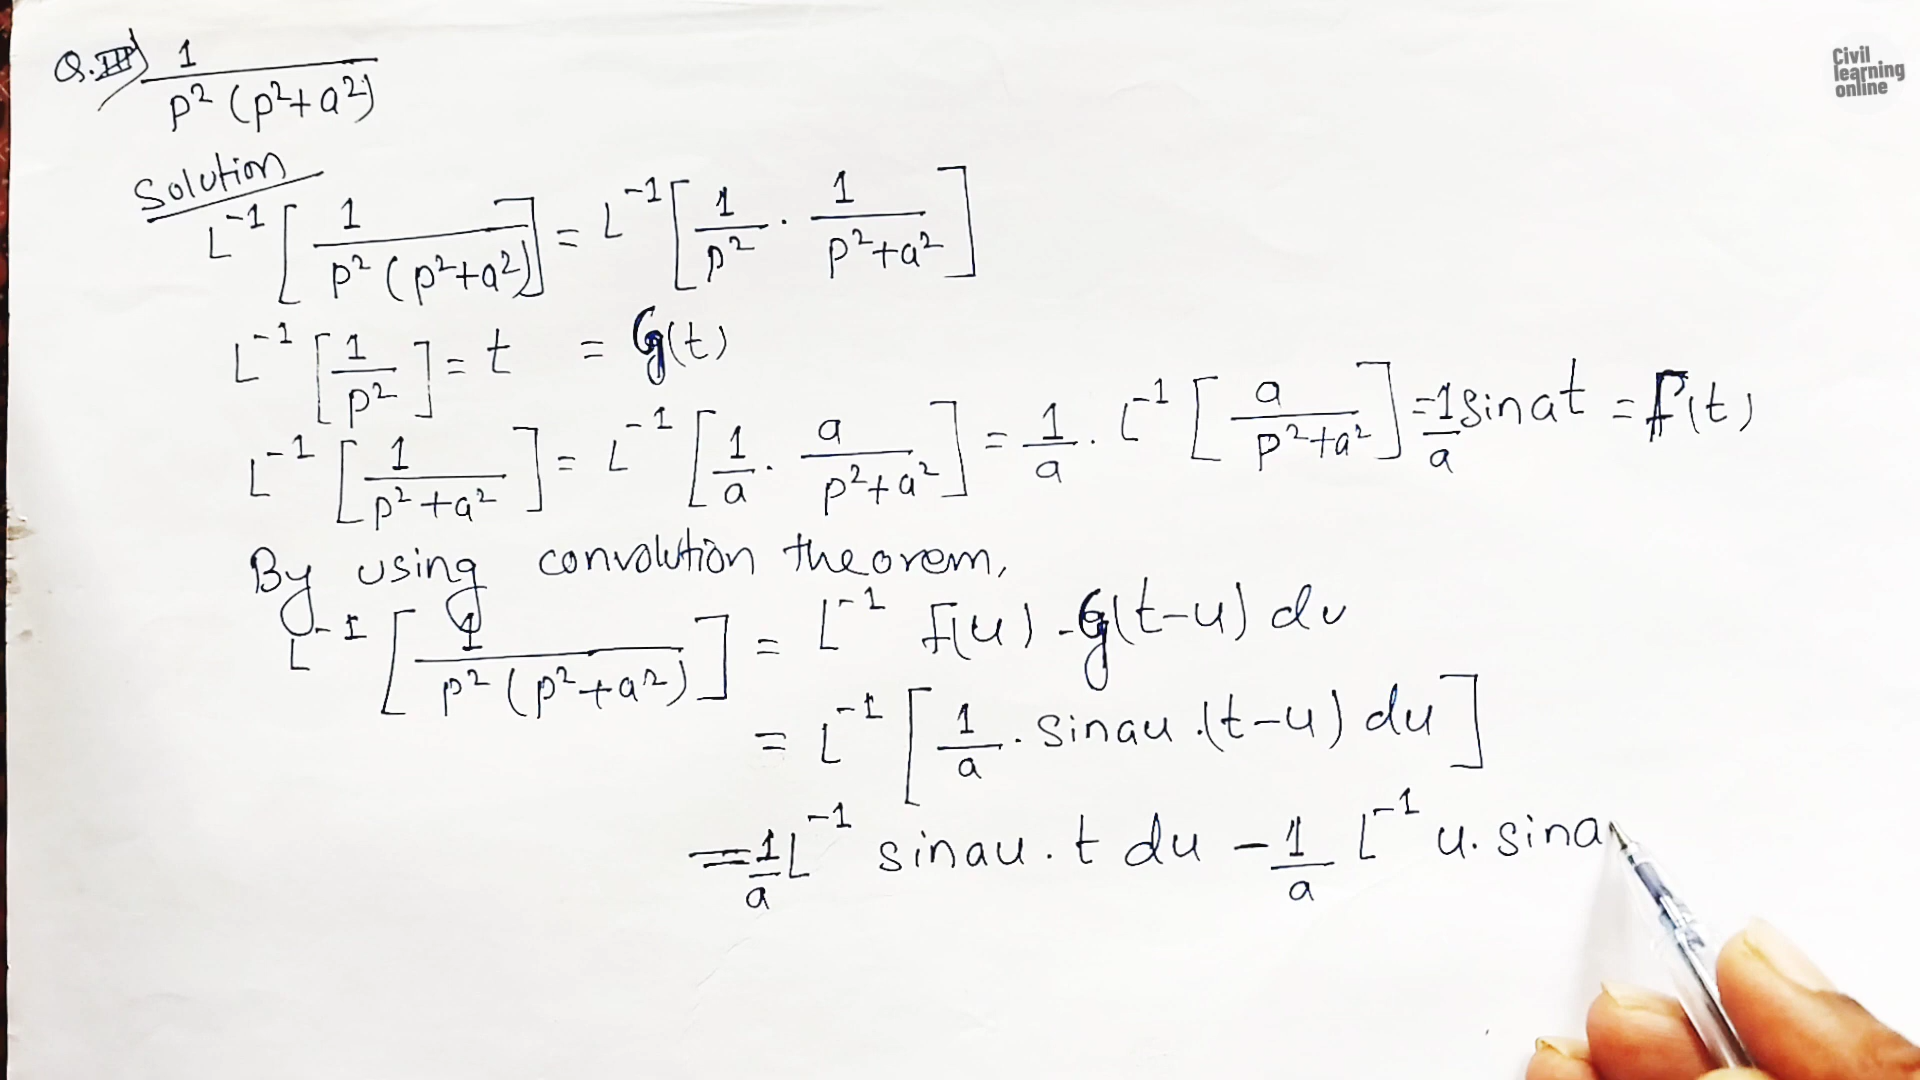 Q.III) 1/(p²(p²+a²))
Solution
L⁻¹[1/(p²(p²+a²))] = L⁻¹[1/p² · 1/(p²+a²)]
L⁻¹[1/p²] = t = G(t)
L⁻¹[1/(p²+a²)] = L⁻¹[1/a · a/(p²+a²)] = 1/a · L⁻¹[a/(p²+a²)] = 1/a sinat = F(t)
By using convolution theorem,
L⁻¹[1/(p²(p²+a²))] = L⁻¹ F(u) - G(t-u) du
= L⁻¹[1/a · sinau · (t-u) du]
= 1/a L⁻¹ sinau · t du - 1/a L⁻¹ u. sina
Civil
learning
online